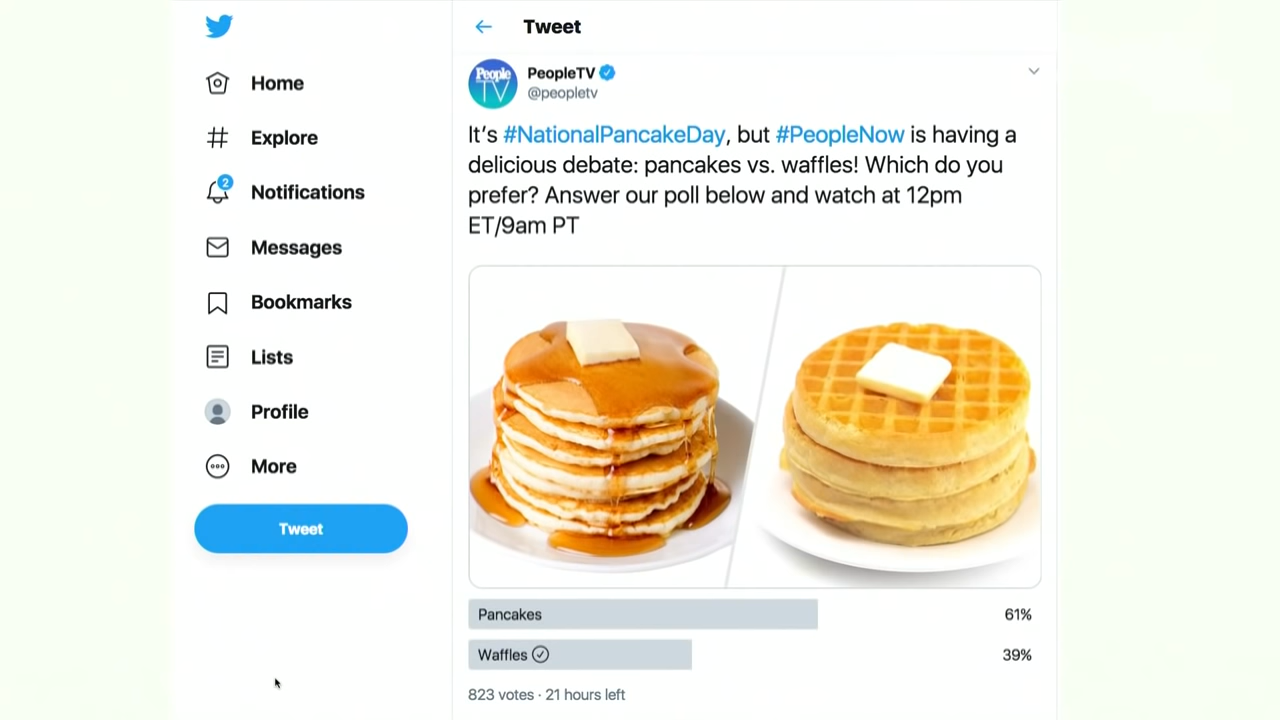 Tweet
Home
Explore
2
Notifications
Messages
Bookmarks
Lists
Profile
More
Tweet
People
TV
PeopleTV
@peopletv
It’s #NationalPancakeDay, but #PeopleNow is having a
delicious debate: pancakes vs. waffles! Which do you
prefer? Answer our poll below and watch at 12pm
ET/9am PT
Pancakes 61%
Waffles 39%
823 votes · 21 hours left